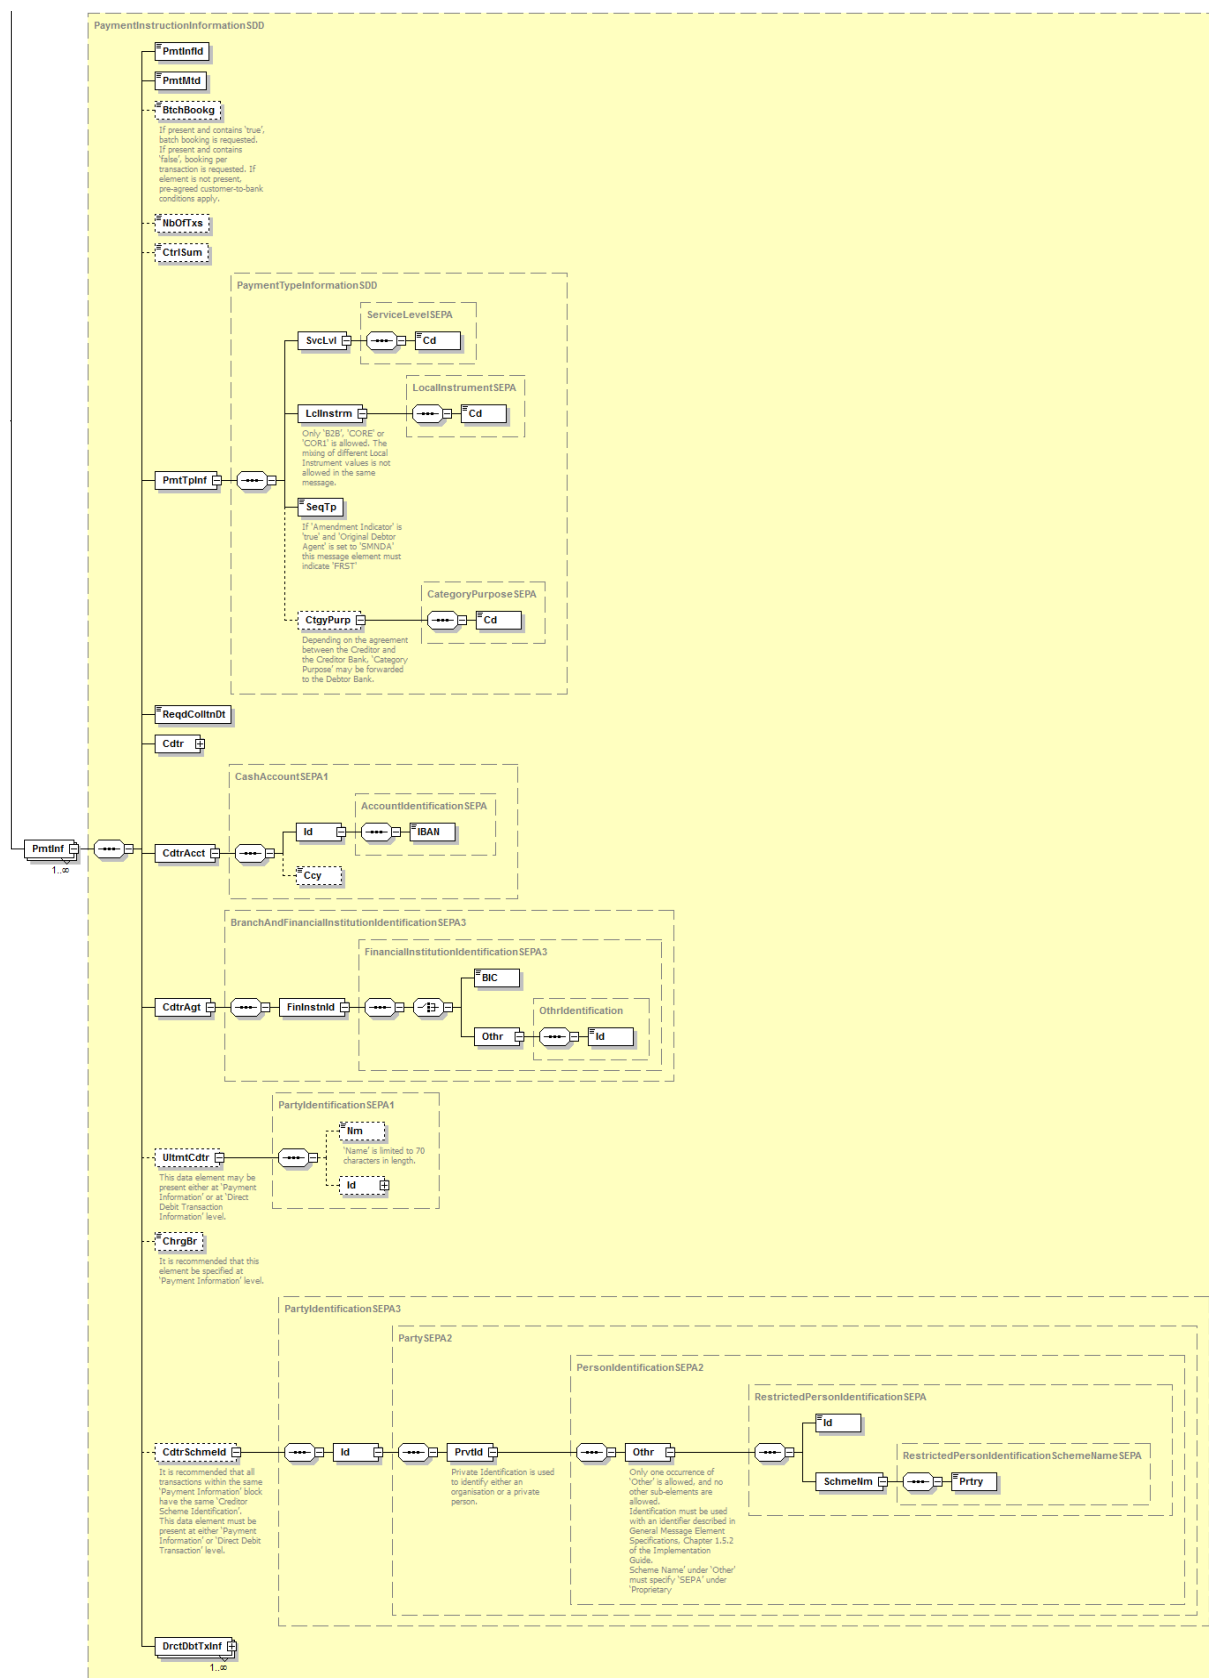 PaymentInstructionInformationSDD
PmtInfId
PmtMtd
BtchBookg
If present and contains 'true',
batch booking is requested.
If present and contains
'false', booking per
transaction is requested. If
element is not present,
pre-agreed customer-to-bank
conditions apply.
NbOfTxs
CtrlSum
PaymentTypeInformationSDD
ServiceLevelSEPA
SvcLvl
Cd
LocalInstrumentSEPA
LclInstrm
Cd
Only 'B2B', 'CORE' or
'COR1' is allowed. The
mixing of different Local
Instrument values is not
allowed in the same
message.
PmtTpInf
SeqTp
If 'Amendment Indicator' is
'true' and 'Original Debtor
Agent' is set to 'SMNDA'
this message element must
indicate 'FRST'
CategoryPurposeSEPA
CtgyPurp
Cd
Depending on the agreement
between the Creditor and
the Creditor Bank, 'Category
Purpose' may be forwarded
to the Debtor Bank.
ReqdColltnDt
Cdtr
CashAccountSEPA1
AccountIdentificationSEPA
Id
IBAN
PmtInf
1..∞
CdtrAcct
Ccy
BranchAndFinancialInstitutionIdentificationSEPA3
FinancialInstitutionIdentificationSEPA3
BIC
CdtrAgt
FinInstnId
OthrIdentification
Othr
Id
PartyIdentificationSEPA1
Nm
'Name' is limited to 70
characters in length.
UltmtCdtr
Id
This data element may be
present either at 'Payment
Information' or at 'Direct
Debit Transaction
Information' level.
ChrgBr
It is recommended that this
element be specified at
'Payment Information' level.
PartyIdentificationSEPA3
PartySEPA2
PersonIdentificationSEPA2
RestrictedPersonIdentificationSEPA
Id
CdtrSchmeId
Id
PrvtId
Othr
RestrictedPersonIdentificationSchemeNameSEPA
SchmeNm
Prtry
It is recommended that all
transactions within the same
'Payment Information' block
have the same 'Creditor
Scheme Identification'.
This data element must be
present at either 'Payment
Information' or 'Direct Debit
Transaction' level.
Private Identification is used
to identify either an
organisation or a private
person.
Only one occurrence of
'Other' is allowed, and no
other sub-elements are
allowed.
Identification must be used
with an identifier described in
General Message Element
Specifications, Chapter 1.5.2
of the Implementation
Guide.
Scheme Name' under 'Other'
must specify 'SEPA' under
'Proprietary
DrctDbtTxInf
1..∞